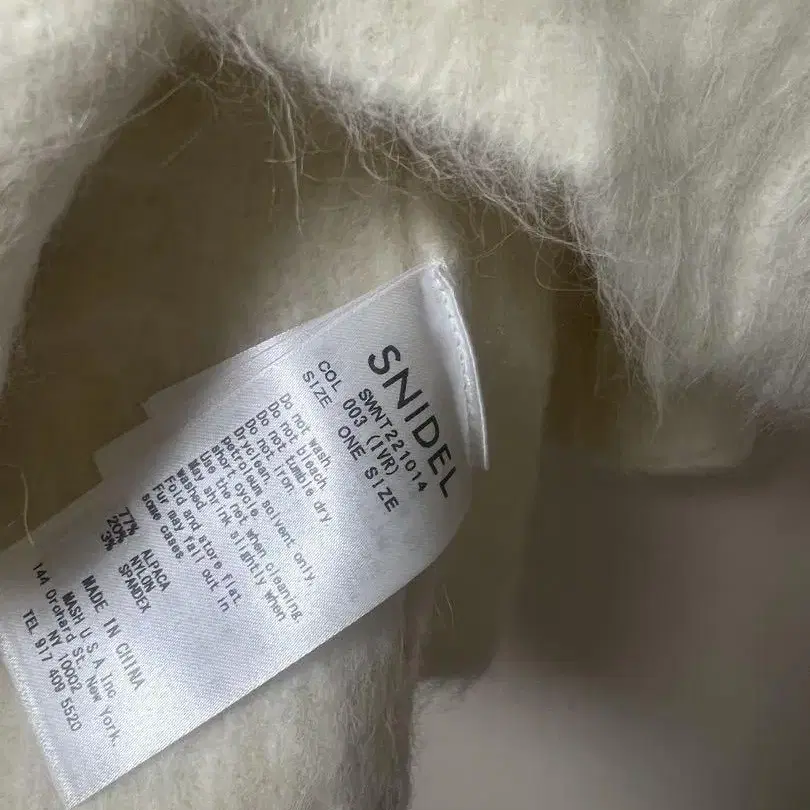 SNIDEL
SWNT221014
COL 003 (IVR)
SIZE ONE SIZE
Do not wash.
Do not bleach.
Do not tumble dry
Do not iron.
Dryclean.
petroleum solvent only.
short cycle.
Use the net when cleaning.
May shrink slightly when
washed.
Fold and store flat.
Fur may fall out in
some cases.
77% ALPACA
20% NYLON
3% SPANDEX
MADE IN CHINA
MASH U S A Inc.
144 Orchard St. New York.
NY 10002
TEL 917 409 5520